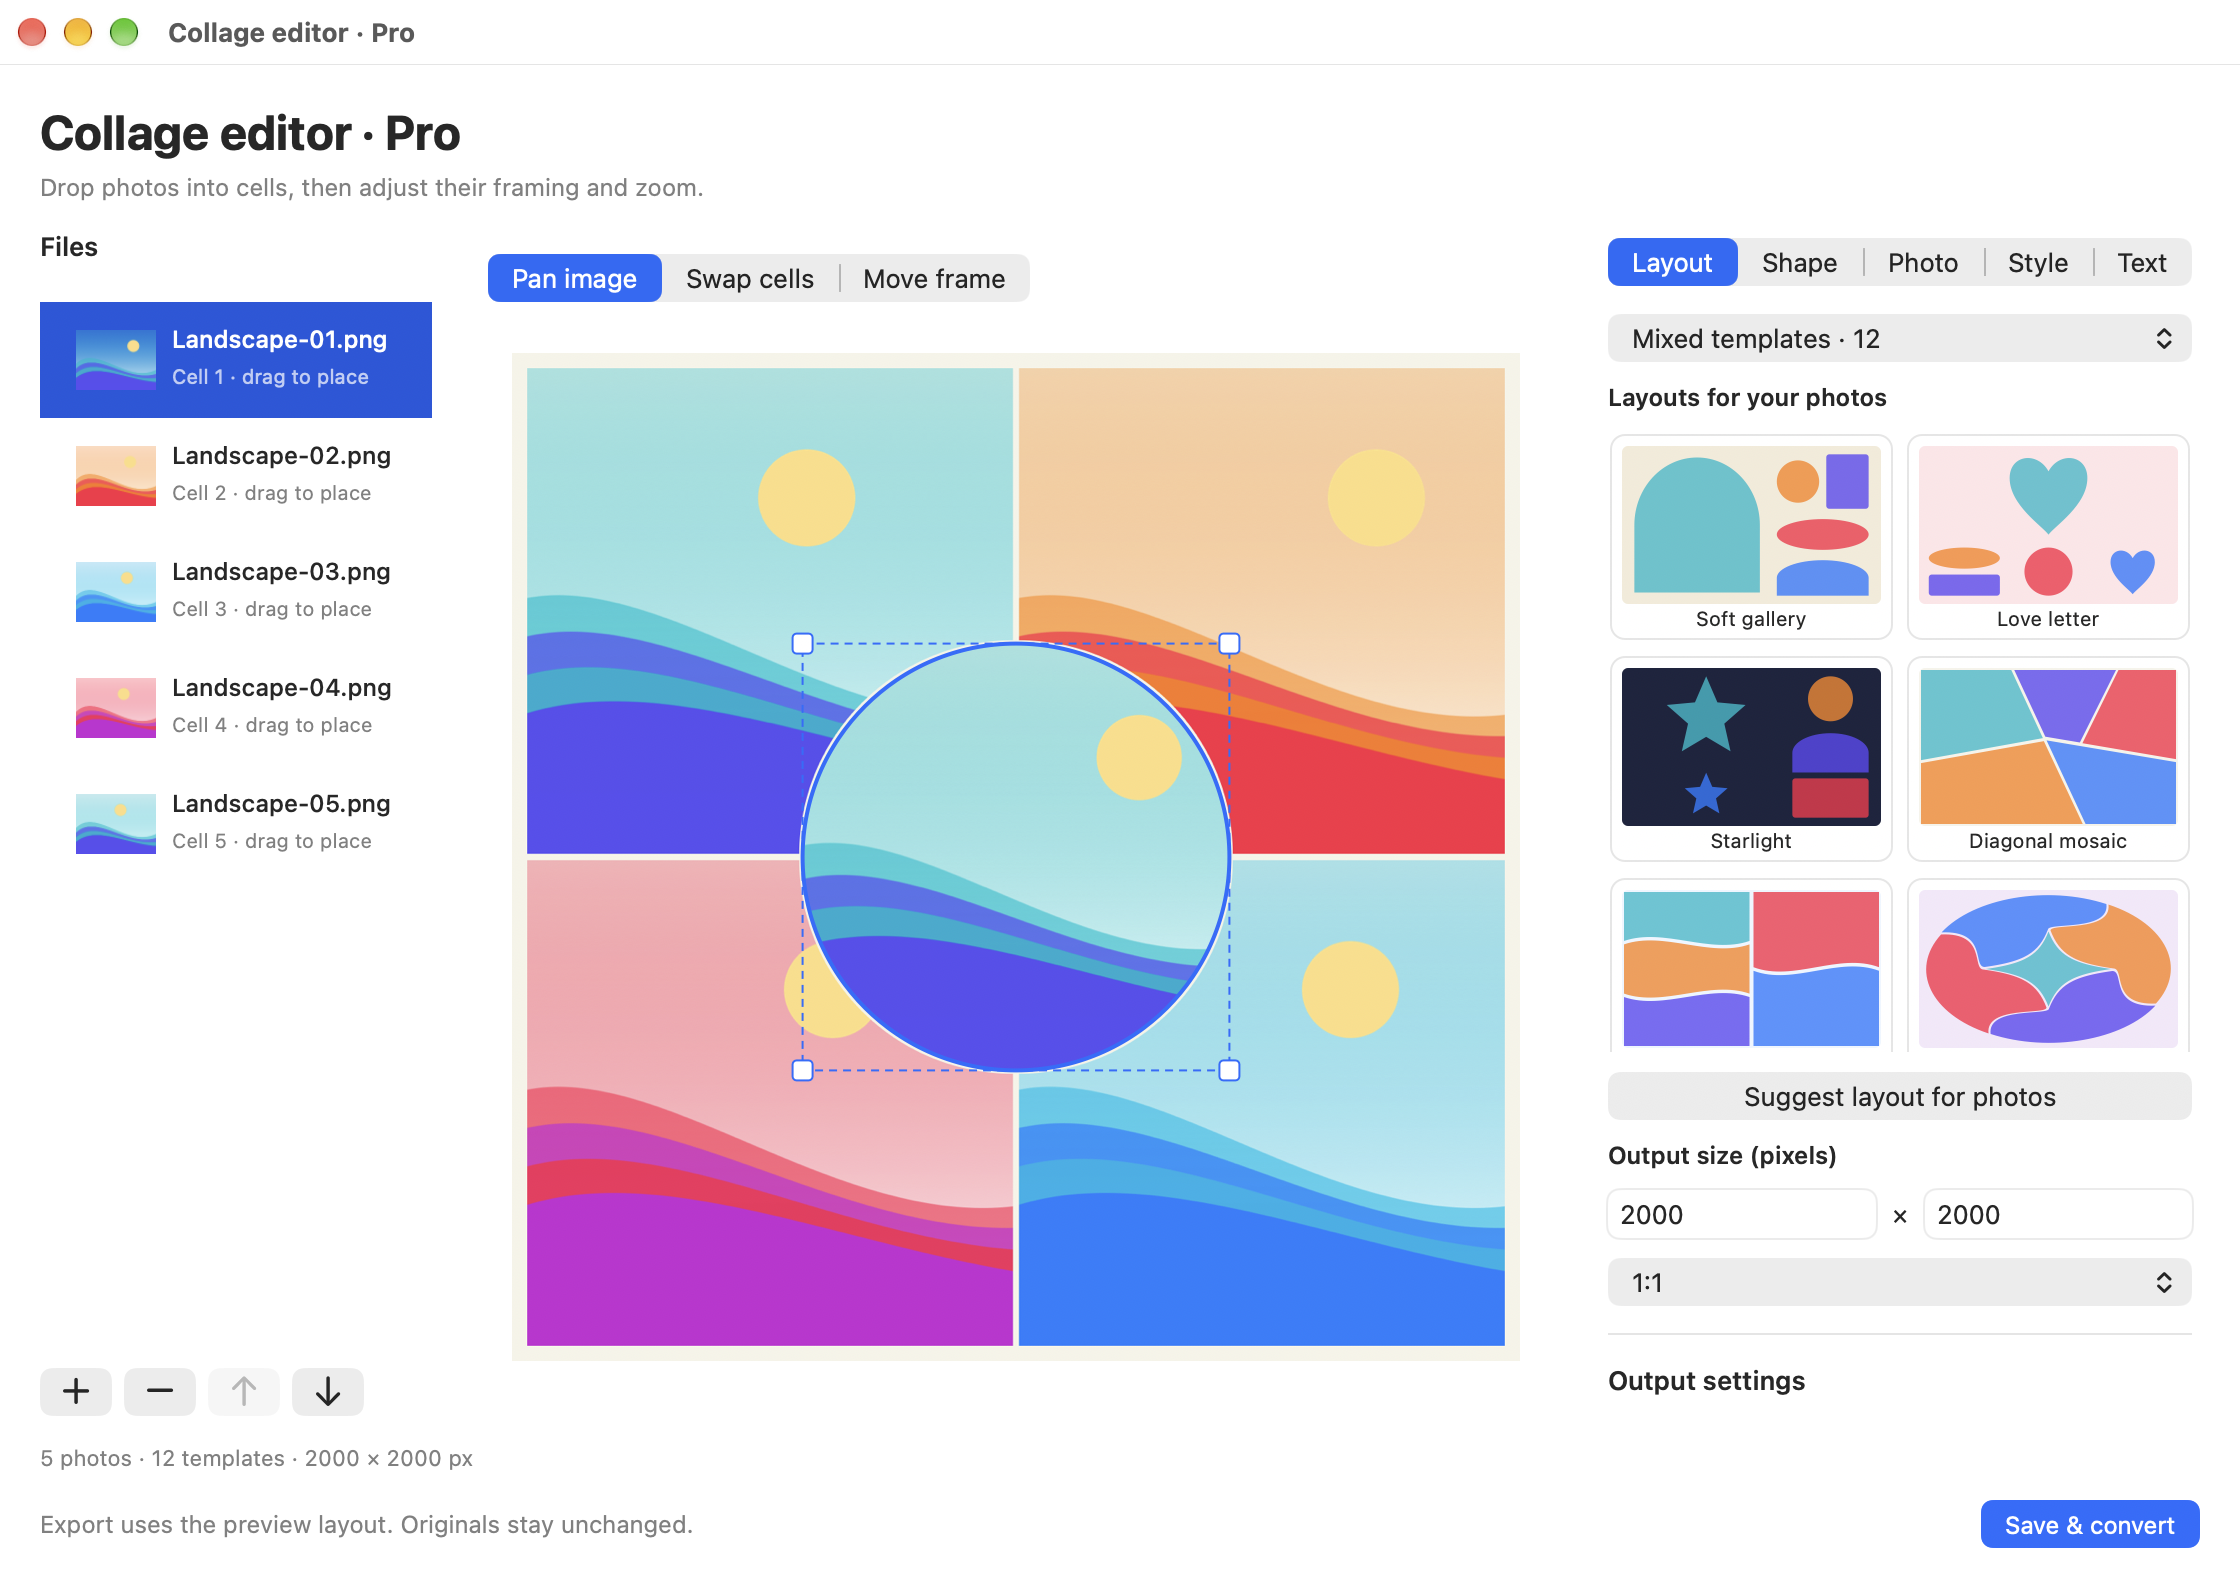 Collage editor · Pro
Collage editor · Pro
Drop photos into cells, then adjust their framing and zoom.
Files
Landscape-01.png
Cell 1 · drag to place
Landscape-02.png
Cell 2 · drag to place
Landscape-03.png
Cell 3 · drag to place
Landscape-04.png
Cell 4 · drag to place
Landscape-05.png
Cell 5 · drag to place
5 photos · 12 templates · 2000 × 2000 px
Export uses the preview layout. Originals stay unchanged.
Pan image
Swap cells
Move frame
Layout
Shape
Photo
Style
Text
Mixed templates · 12
Layouts for your photos
Soft gallery
Love letter
Starlight
Diagonal mosaic
Suggest layout for photos
Output size (pixels)
2000 × 2000
1:1
Output settings
Save & convert